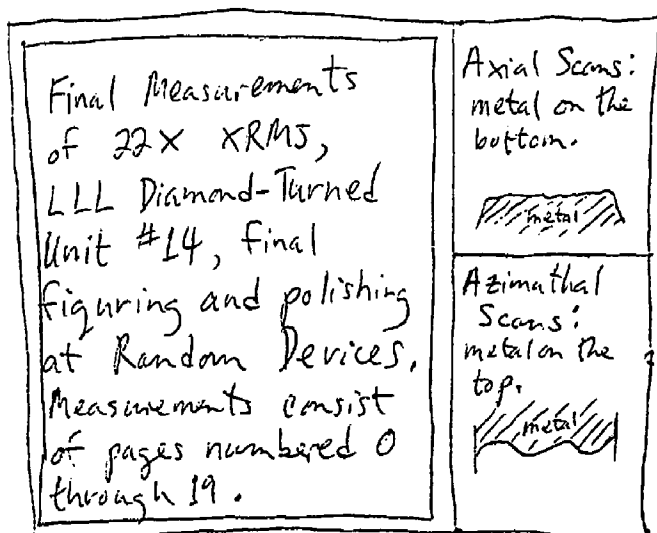 Final Measurements
of 22X XRMS,
LLL Diamond-Turned
Unit #14, final
figuring and polishing
at Random Devices.
Measurements consist
of pages numbered 0
through 19.
Axial Scans:
metal on the
bottom.
metal
Azimuthal
Scans:
metal on the
top.
metal